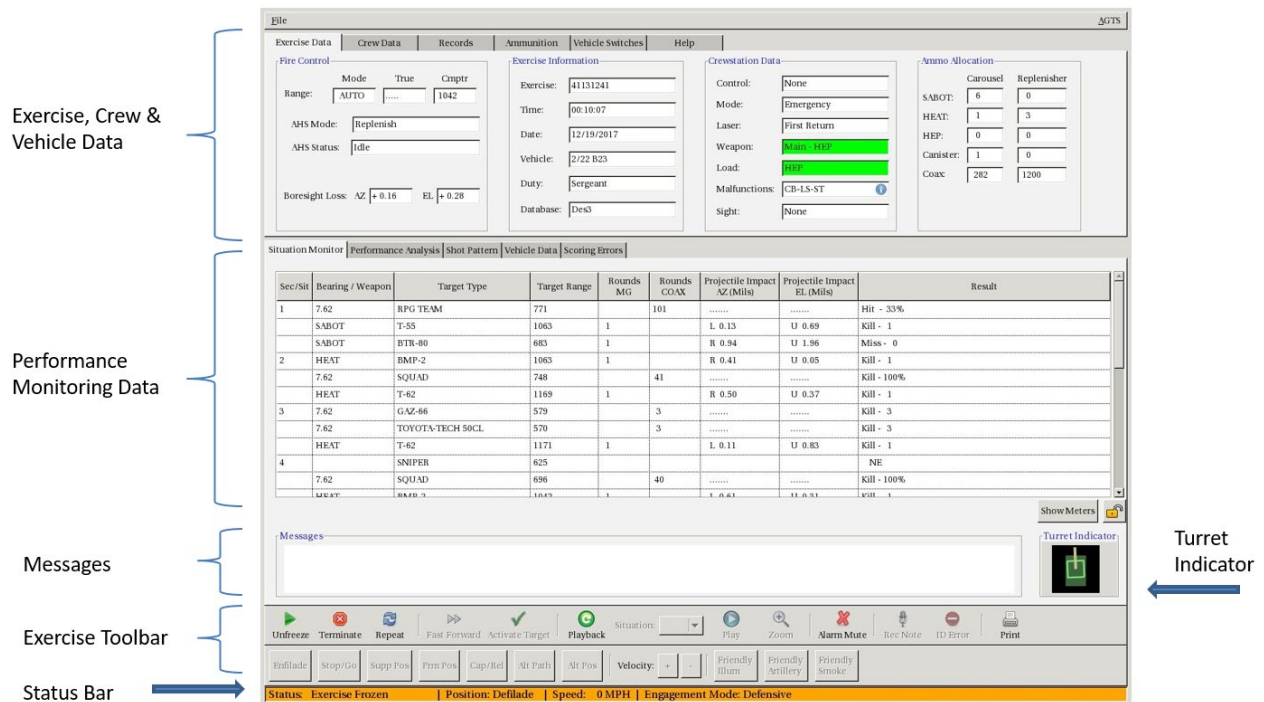 File AGTS
Exercise Data Crew Data Records Ammunition Vehicle Switches Help
Exercise, Crew &
Vehicle Data
Fire Control
Mode True Cmptr
Range: AUTO ..... 1042
AHS Mode: Replenish
AHS Status: Idle
Boresight Loss: AZ + 0.16 EL + 0.28
Exercise Information
Exercise: 41131241
Time: 00:10:07
Date: 12/19/2017
Vehicle: 2/22 B23
Duty: Sergeant
Database: Des3
Crewstation Data
Control: None
Mode: Emergency
Laser: First Return
Weapon: Main - HEP
Load: HEP
Malfunctions: CB-LS-ST
Sight: None
Ammo Allocation
Carousel Replenisher
SABOT: 6 0
HEAT: 1 3
HEP: 0 0
Canister: 1 0
Coax: 282 1200
Situation Monitor Performance Analysis Shot Pattern Vehicle Data Scoring Errors
Performance
Monitoring Data
Sec/Sit Bearing / Weapon Target Type Target Range Rounds MG Rounds COAX Projectile Impact AZ (Mils) Projectile Impact EL (Mils) Result
1 7.62 RPG TEAM 771 101 ....... ....... Hit - 33%
SABOT T-55 1063 1 L 0.13 U 0.69 Kill - 1
SABOT BTR-80 683 1 R 0.94 U 1.96 Miss - 0
2 HEAT BMP-2 1063 1 R 0.41 U 0.05 Kill - 1
7.62 SQUAD 748 41 ....... ....... Kill - 100%
HEAT T-62 1169 1 R 0.50 U 0.37 Kill - 1
3 7.62 GAZ-66 579 3 ....... ....... Kill - 3
7.62 TOYOTA-TECH 50CL 570 3 ....... ....... Kill - 3
HEAT T-62 1171 1 L 0.11 U 0.83 Kill - 1
4 SNIPER 625 NE
7.62 SQUAD 696 40 ....... ....... Kill - 100%
HEAT BMP-2 1042 1 L 0.61 U 0.31 Kill 1
Show Meters
Messages
Messages
Turret Indicator
Turret
Indicator
Exercise Toolbar
Unfreeze Terminate Repeat Fast Forward Activate Target Playback Situation: Play Zoom Alarm Mute Rec Note ID Error Print
Enfilade Stop/Go Supp Pos Prm Pos Cap/Rel Alt Path Alt Pos Velocity: + - Friendly Illum Friendly Artillery Friendly Smoke
Status Bar
Status: Exercise Frozen | Position: Defilade | Speed: 0 MPH | Engagement Mode: Defensive